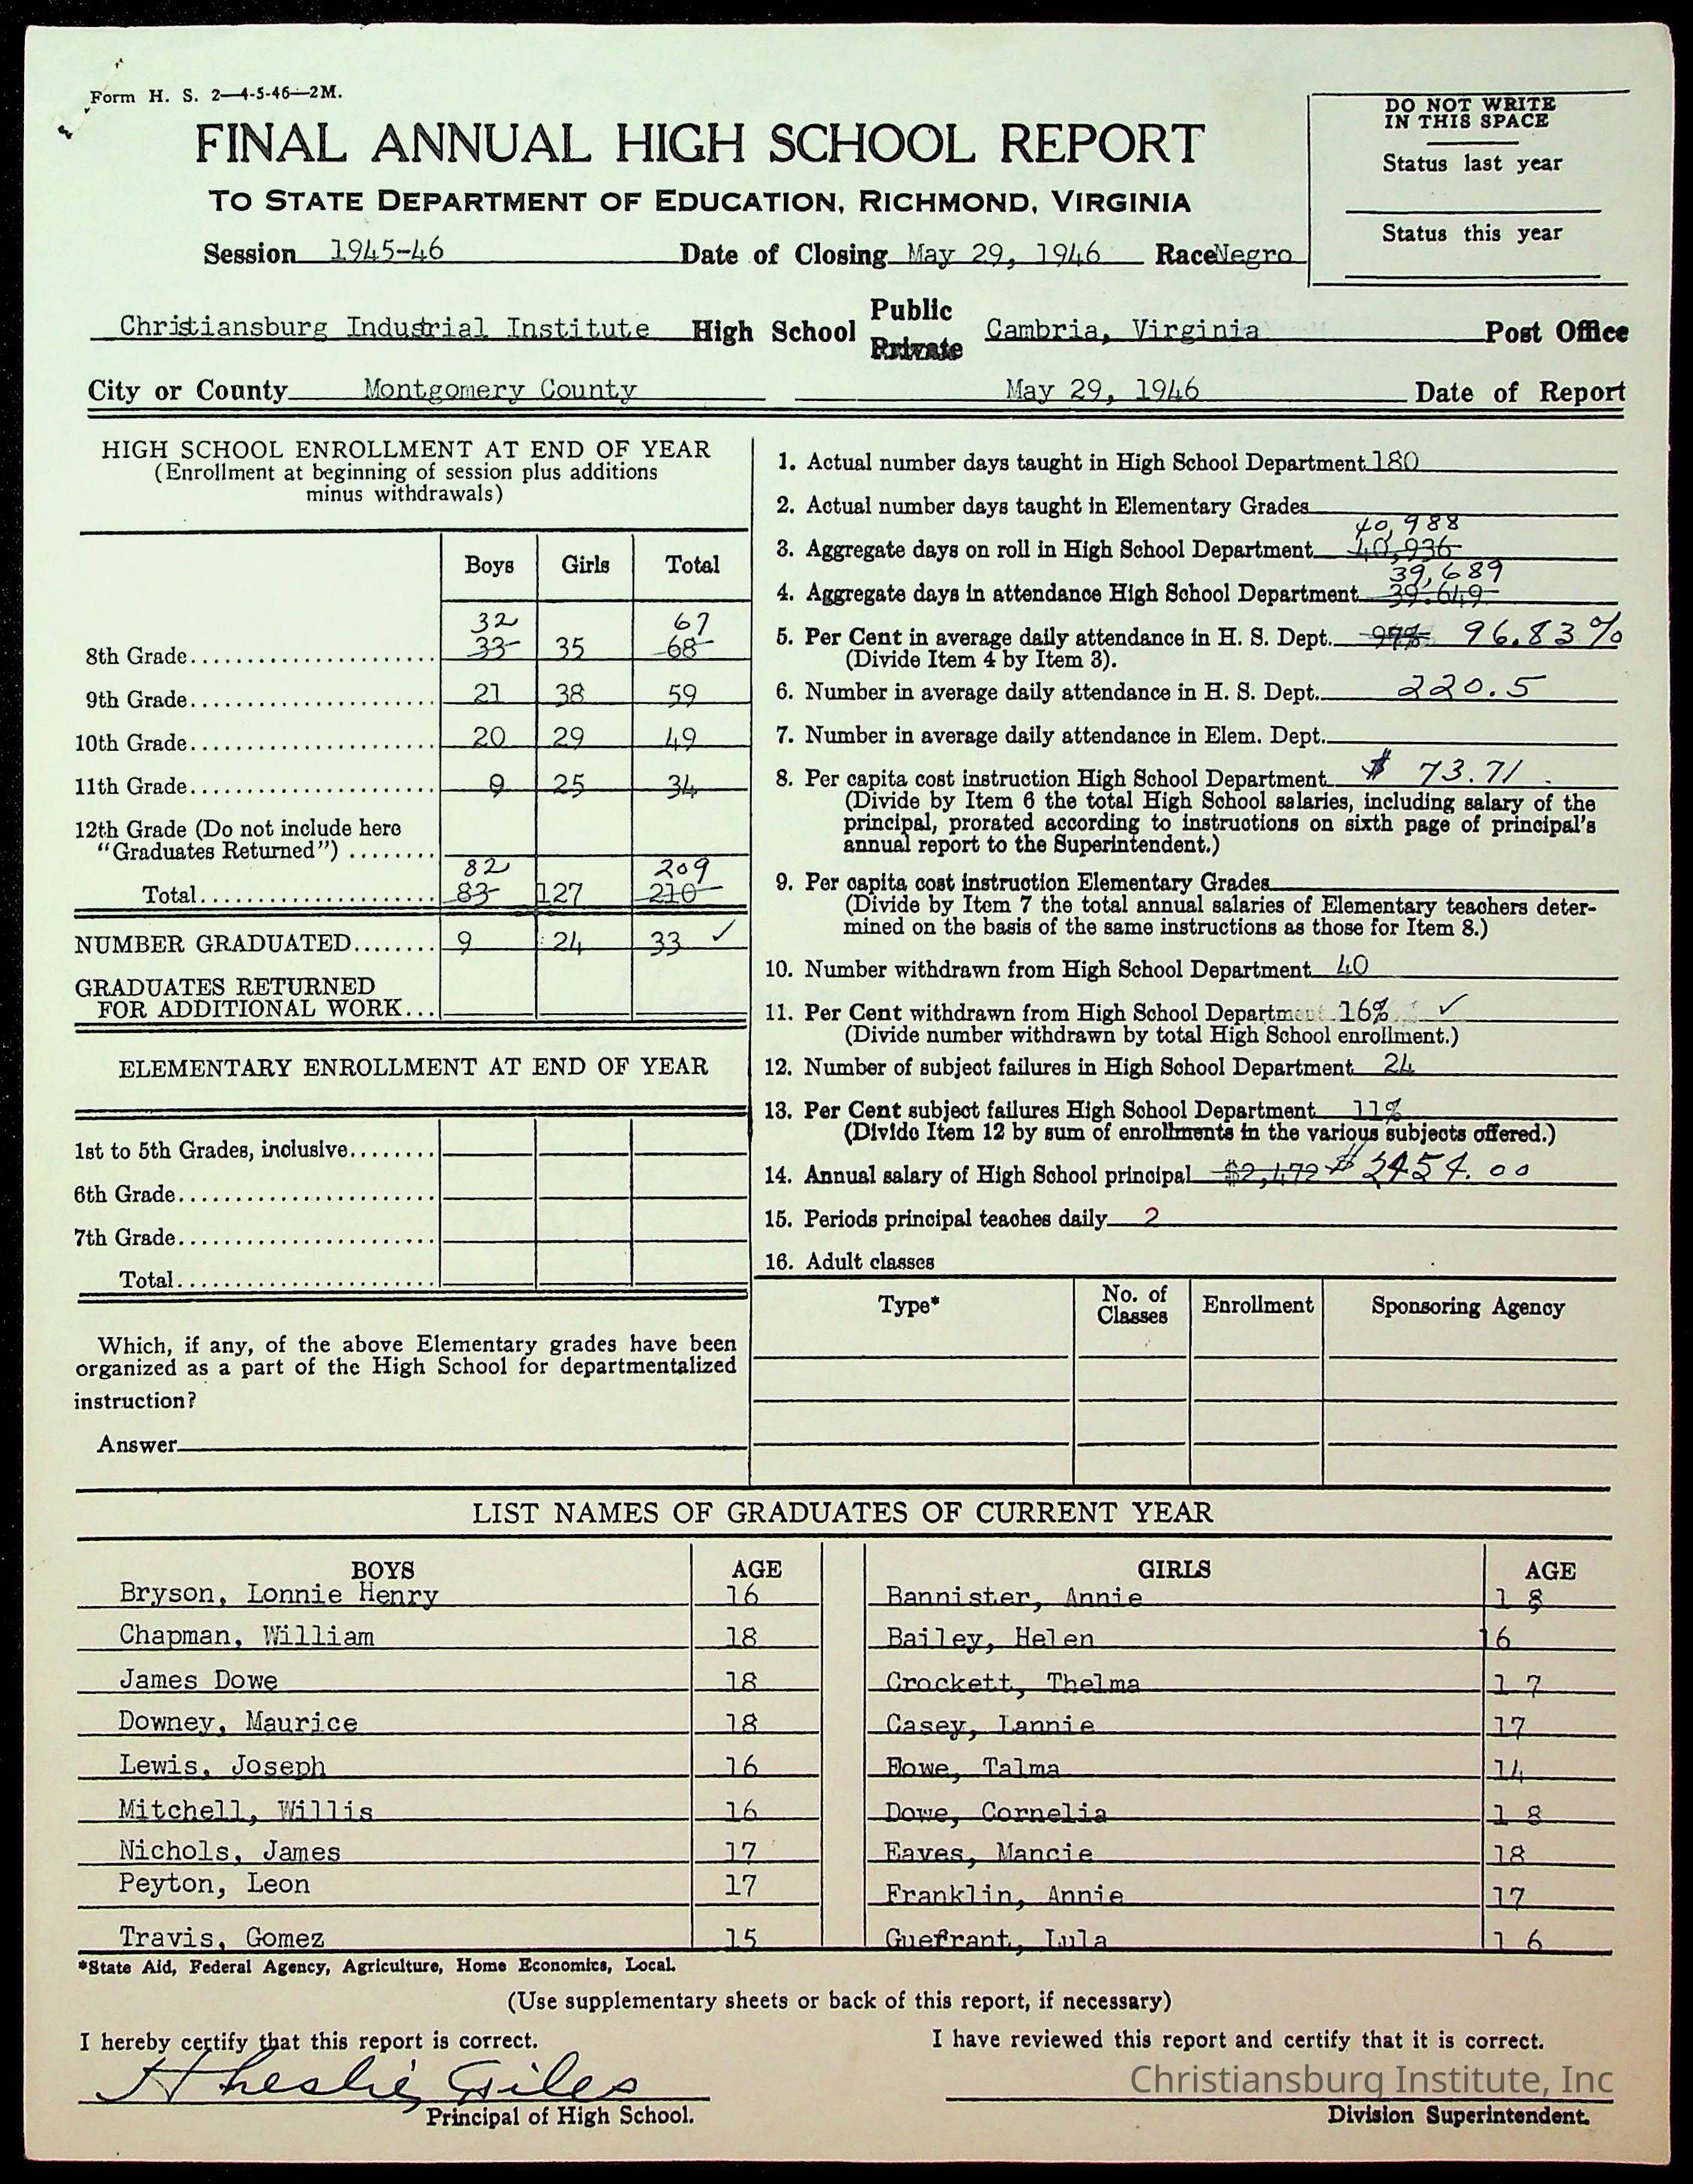 Form H. S. 2—4-5-46—2M.
FINAL ANNUAL HIGH SCHOOL REPORT
TO STATE DEPARTMENT OF EDUCATION, RICHMOND, VIRGINIA
Session 1945-46 Date of Closing May 29, 1946 Race Negro
DO NOT WRITE
IN THIS SPACE
Status last year
Status this year
Christiansburg Industrial Institute High School Public Private Cambria, Virginia Post Office
City or County Montgomery County May 29, 1946 Date of Report
HIGH SCHOOL ENROLLMENT AT END OF YEAR
(Enrollment at beginning of session plus additions
minus withdrawals)
Boys Girls Total
32 67
8th Grade 33 35 68
9th Grade 21 38 59
10th Grade 20 29 49
11th Grade 9 25 34
12th Grade (Do not include here
"Graduates Returned")
82 209
Total 83 127 210
NUMBER GRADUATED 9 24 33 ✓
GRADUATES RETURNED
FOR ADDITIONAL WORK
ELEMENTARY ENROLLMENT AT END OF YEAR
1st to 5th Grades, inclusive
6th Grade
7th Grade
Total
Which, if any, of the above Elementary grades have been
organized as a part of the High School for departmentalized
instruction?
Answer
1. Actual number days taught in High School Department 180
2. Actual number days taught in Elementary Grades
40,988
3. Aggregate days on roll in High School Department 40,936
39,689
4. Aggregate days in attendance High School Department 39.649
5. Per Cent in average daily attendance in H. S. Dept. 97% 96.83%
(Divide Item 4 by Item 3).
6. Number in average daily attendance in H. S. Dept. 220.5
7. Number in average daily attendance in Elem. Dept.
8. Per capita cost instruction High School Department $ 73.71
(Divide by Item 6 the total High School salaries, including salary of the
principal, prorated according to instructions on sixth page of principal's
annual report to the Superintendent.)
9. Per capita cost instruction Elementary Grades
(Divide by Item 7 the total annual salaries of Elementary teachers deter-
mined on the basis of the same instructions as those for Item 8.)
10. Number withdrawn from High School Department 40
11. Per Cent withdrawn from High School Department 16% ✓
(Divide number withdrawn by total High School enrollment.)
12. Number of subject failures in High School Department 24
13. Per Cent subject failures High School Department 11%
(Divide Item 12 by sum of enrollments in the various subjects offered.)
14. Annual salary of High School principal $2,472 $ 2454.00
15. Periods principal teaches daily 2
16. Adult classes
Type* No. of Classes Enrollment Sponsoring Agency
LIST NAMES OF GRADUATES OF CURRENT YEAR
BOYS AGE GIRLS AGE
Bryson, Lonnie Henry 16 Bannister, Annie 18
Chapman, William 18 Bailey, Helen 16
James Dowe 18 Crockett, Thelma 17
Downey, Maurice 18 Casey, Lannie 17
Lewis, Joseph 16 Talma 14
Mitchell, Willis 16 Dowe, Cornelia 18
Nichols, James 17 Eaves, Mancie 18
Peyton, Leon 17 Franklin, Annie 17
Travis, Gomez 15 Guefrant, Lula 16
*State Aid, Federal Agency, Agriculture, Home Economics, Local.
(Use supplementary sheets or back of this report, if necessary)
I hereby certify that this report is correct. I have reviewed this report and certify that it is correct.
Christiansburg Institute, Inc
Giles
Principal of High School. Division Superintendent.